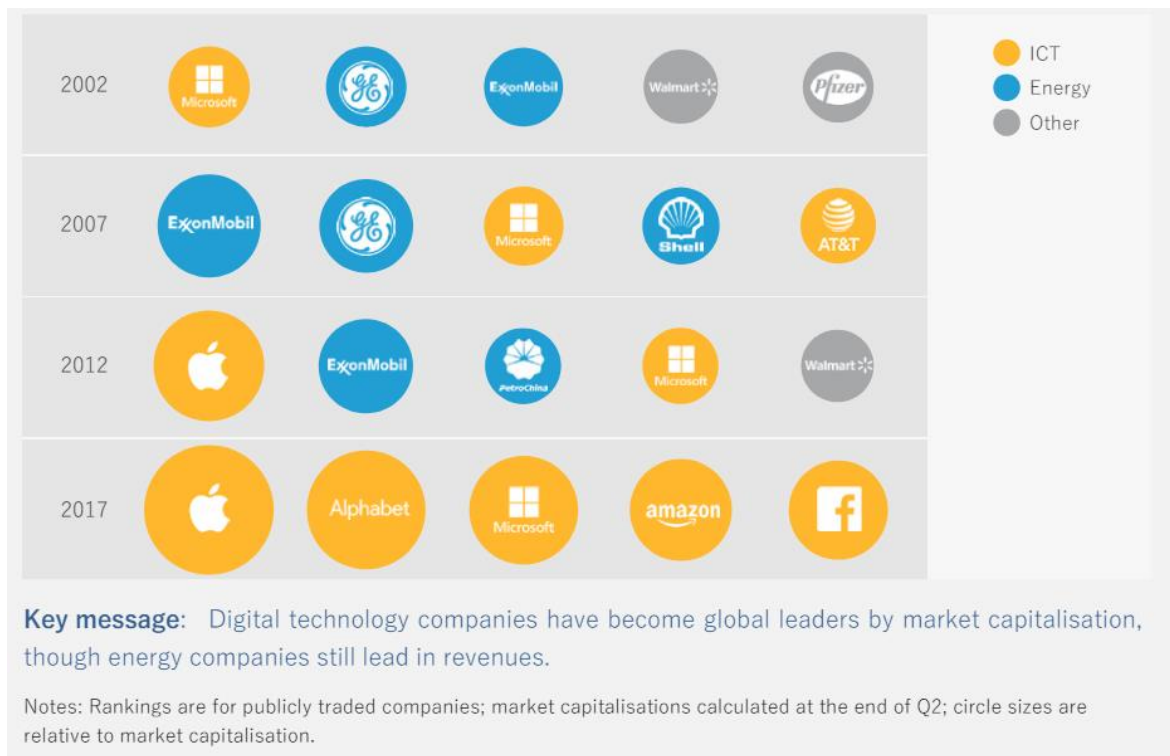 2002 Microsoft GE ExxonMobil Walmart Pfizer
ICT
Energy
Other
2007 ExxonMobil GE Microsoft Shell AT&T
2012 ExxonMobil PetroChina Microsoft Walmart
2017 Alphabet Microsoft amazon f
Key message: Digital technology companies have become global leaders by market capitalisation,
though energy companies still lead in revenues.
Notes: Rankings are for publicly traded companies; market capitalisations calculated at the end of Q2; circle sizes are
relative to market capitalisation.